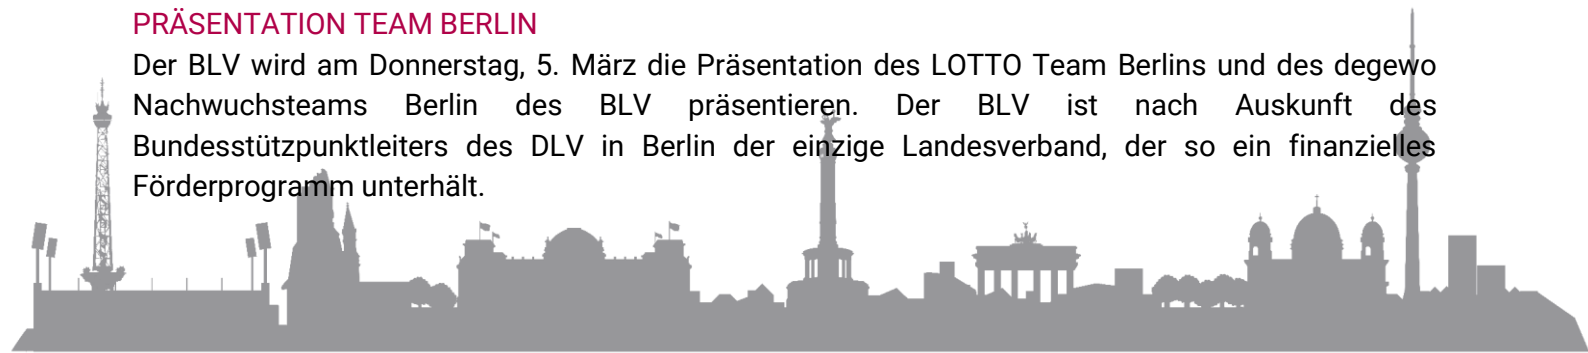 PRÄSENTATION TEAM BERLIN
Der BLV wird am Donnerstag, 5. März die Präsentation des LOTTO Team Berlins und des degewo
Nachwuchsteams Berlin des BLV präsentieren. Der BLV ist nach Auskunft des
Bundesstützpunktleiters des DLV in Berlin der einzige Landesverband, der so ein finanzielles
Förderprogramm unterhält.